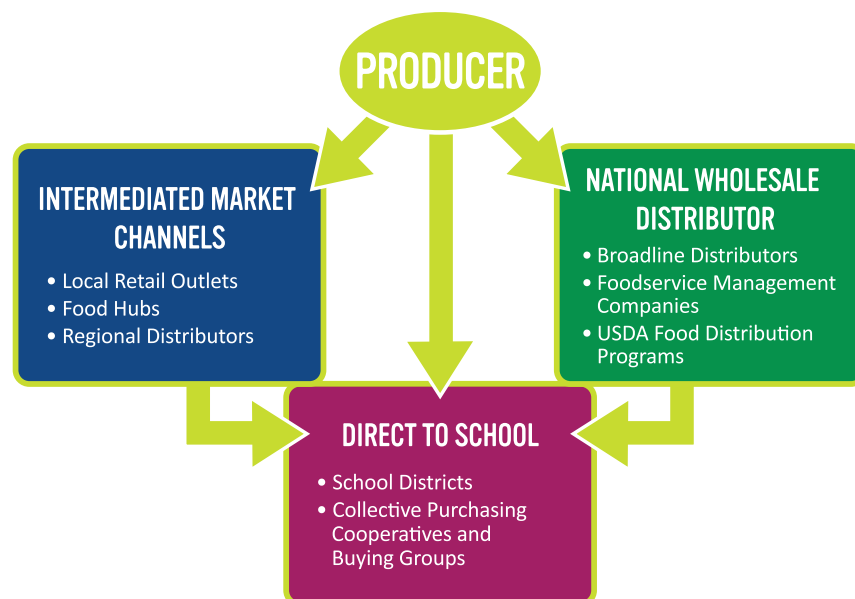 PRODUCER
INTERMEDIATED MARKET
CHANNELS
• Local Retail Outlets
• Food Hubs
• Regional Distributors
NATIONAL WHOLESALE
DISTRIBUTOR
• Broadline Distributors
• Foodservice Management
Companies
• USDA Food Distribution
Programs
DIRECT TO SCHOOL
• School Districts
• Collective Purchasing
Cooperatives and
Buying Groups